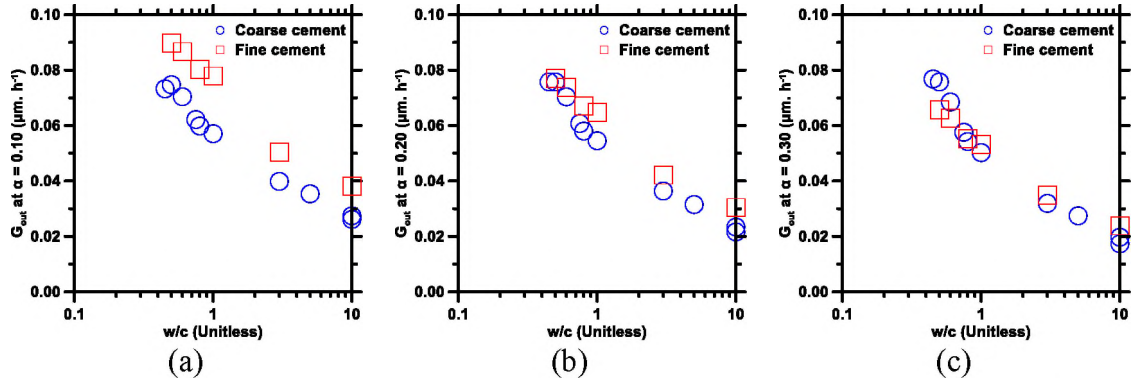 0.10
0.08
0.06
0.04
0.02
0.00
G_out at α = 0.10 (µm. h⁻¹)
Coarse cement
Fine cement
0.1
1
10
w/c (Unitless)
(a)
0.10
0.08
0.06
0.04
0.02
0.00
G_out at α = 0.20 (µm. h⁻¹)
Coarse cement
Fine cement
0.1
1
10
w/c (Unitless)
(b)
0.10
0.08
0.06
0.04
0.02
0.00
G_out at α = 0.30 (µm. h⁻¹)
Coarse cement
Fine cement
0.1
1
10
w/c (Unitless)
(c)